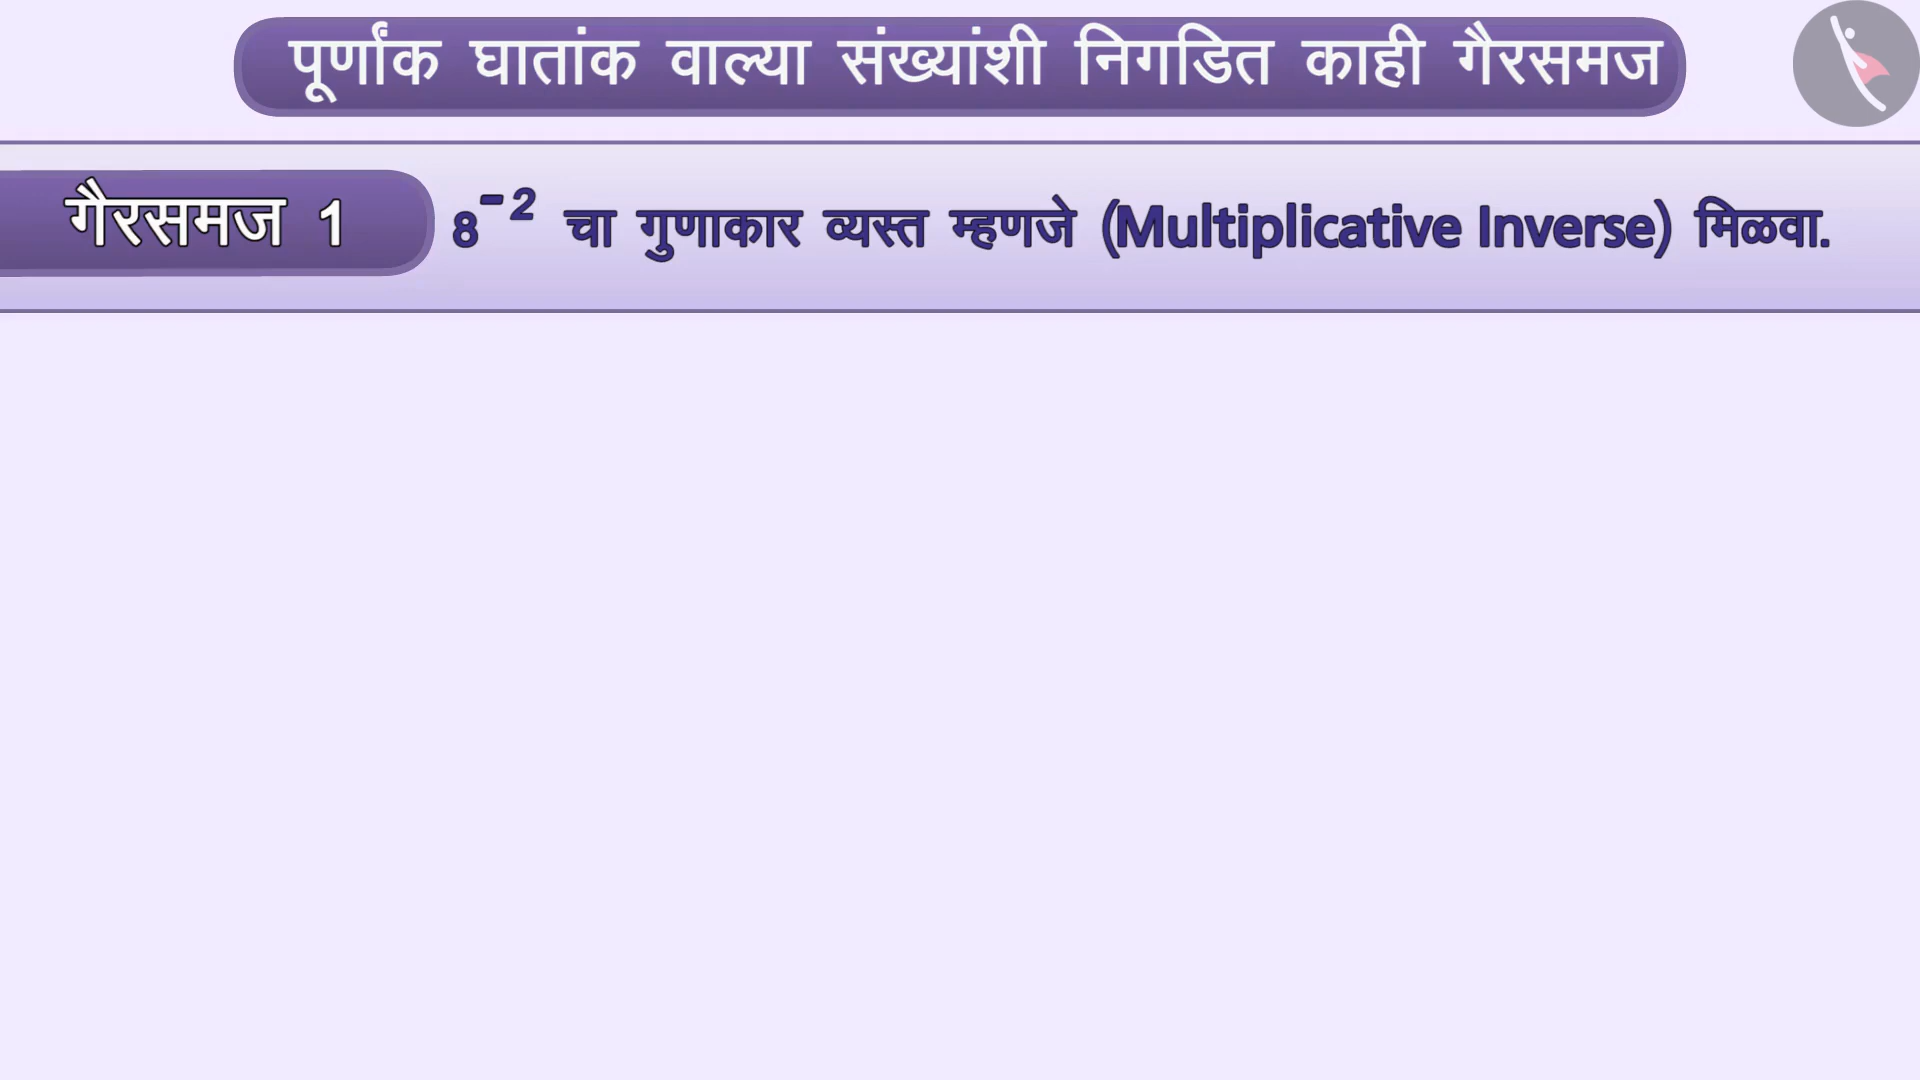 पूर्णांक घातांक वाल्या संख्यांशी निगडित काही गैरसमज
गैरसमज 1
8⁻² चा गुणाकार व्यस्त म्हणजे (Multiplicative Inverse) मिळवा.